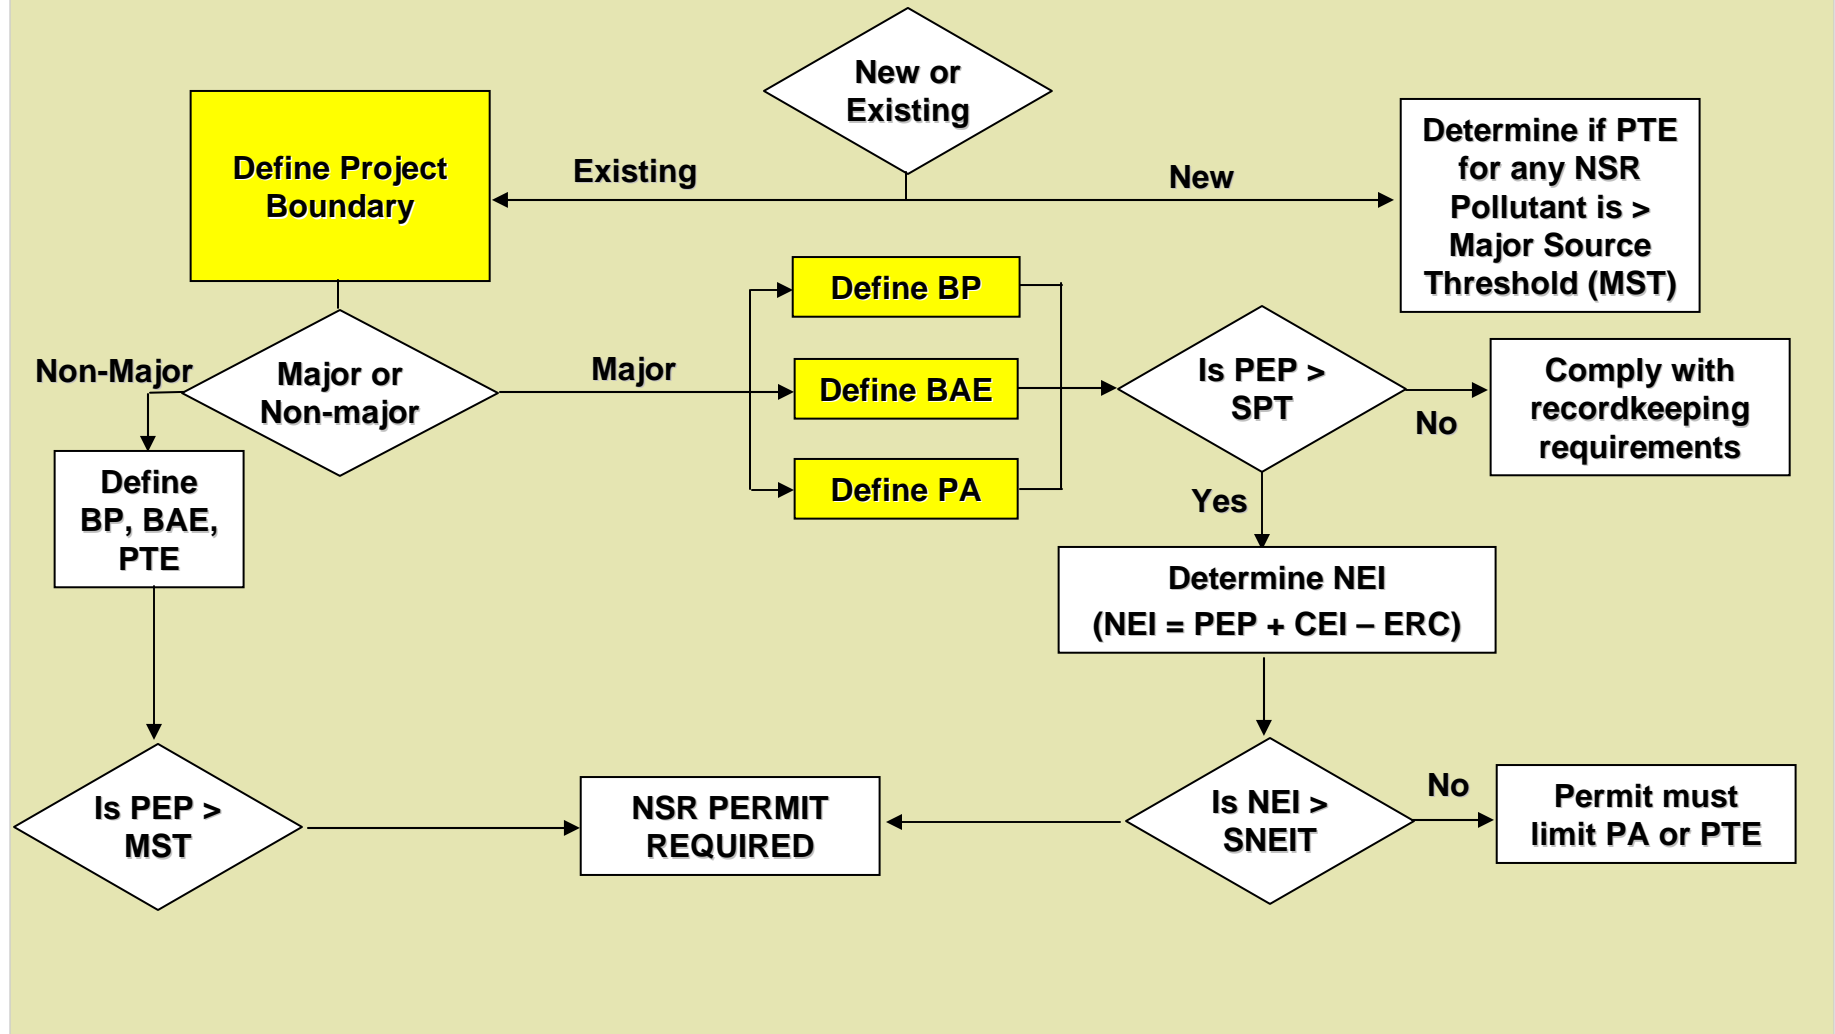 New or
Existing
Define Project
Boundary
Existing
New
Determine if PTE
for any NSR
Pollutant is >
Major Source
Threshold (MST)
Non-Major
Major or
Non-major
Major
Define BP
Define BAE
Define PA
Is PEP >
SPT
No
Comply with
recordkeeping
requirements
Define
BP, BAE,
PTE
Yes
Determine NEI
(NEI = PEP + CEI – ERC)
Is PEP >
MST
NSR PERMIT
REQUIRED
Is NEI >
SNEIT
No
Permit must
limit PA or PTE